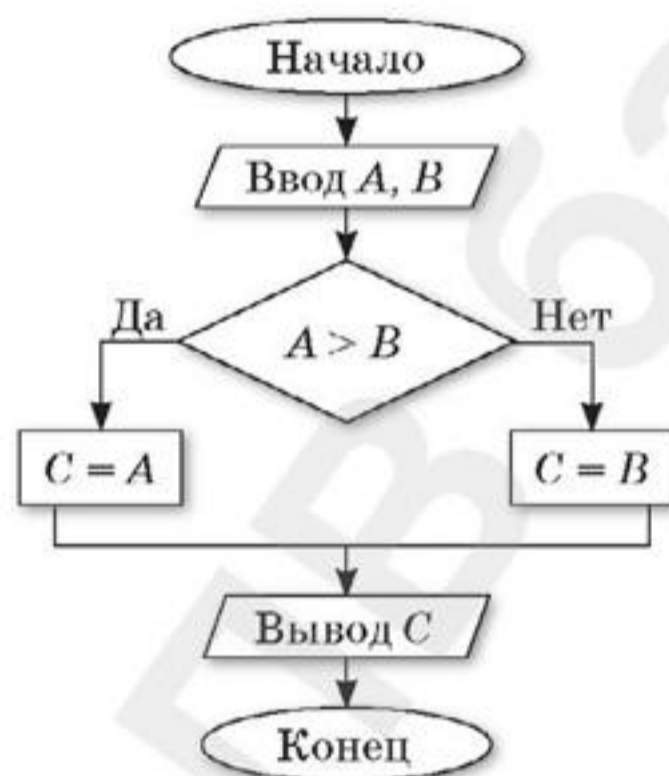 Начало
Ввод A, B
Да
A > B
Нет
C = A
C = B
Вывод C
Конец